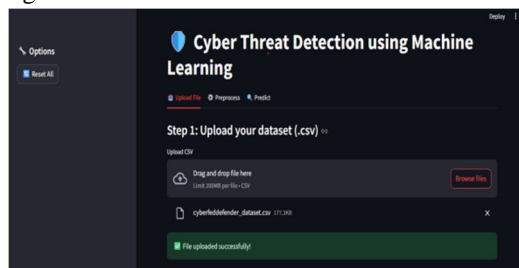 Deploy
Options
Reset All
Cyber Threat Detection using Machine
Learning
Upload File Preprocess Predict
Step 1: Upload your dataset (.csv)
Upload CSV
Drag and drop file here
Limit 200MB per file • CSV
Browse files
cyberfeddefender_dataset.csv 177.3KB
X
File uploaded successfully!